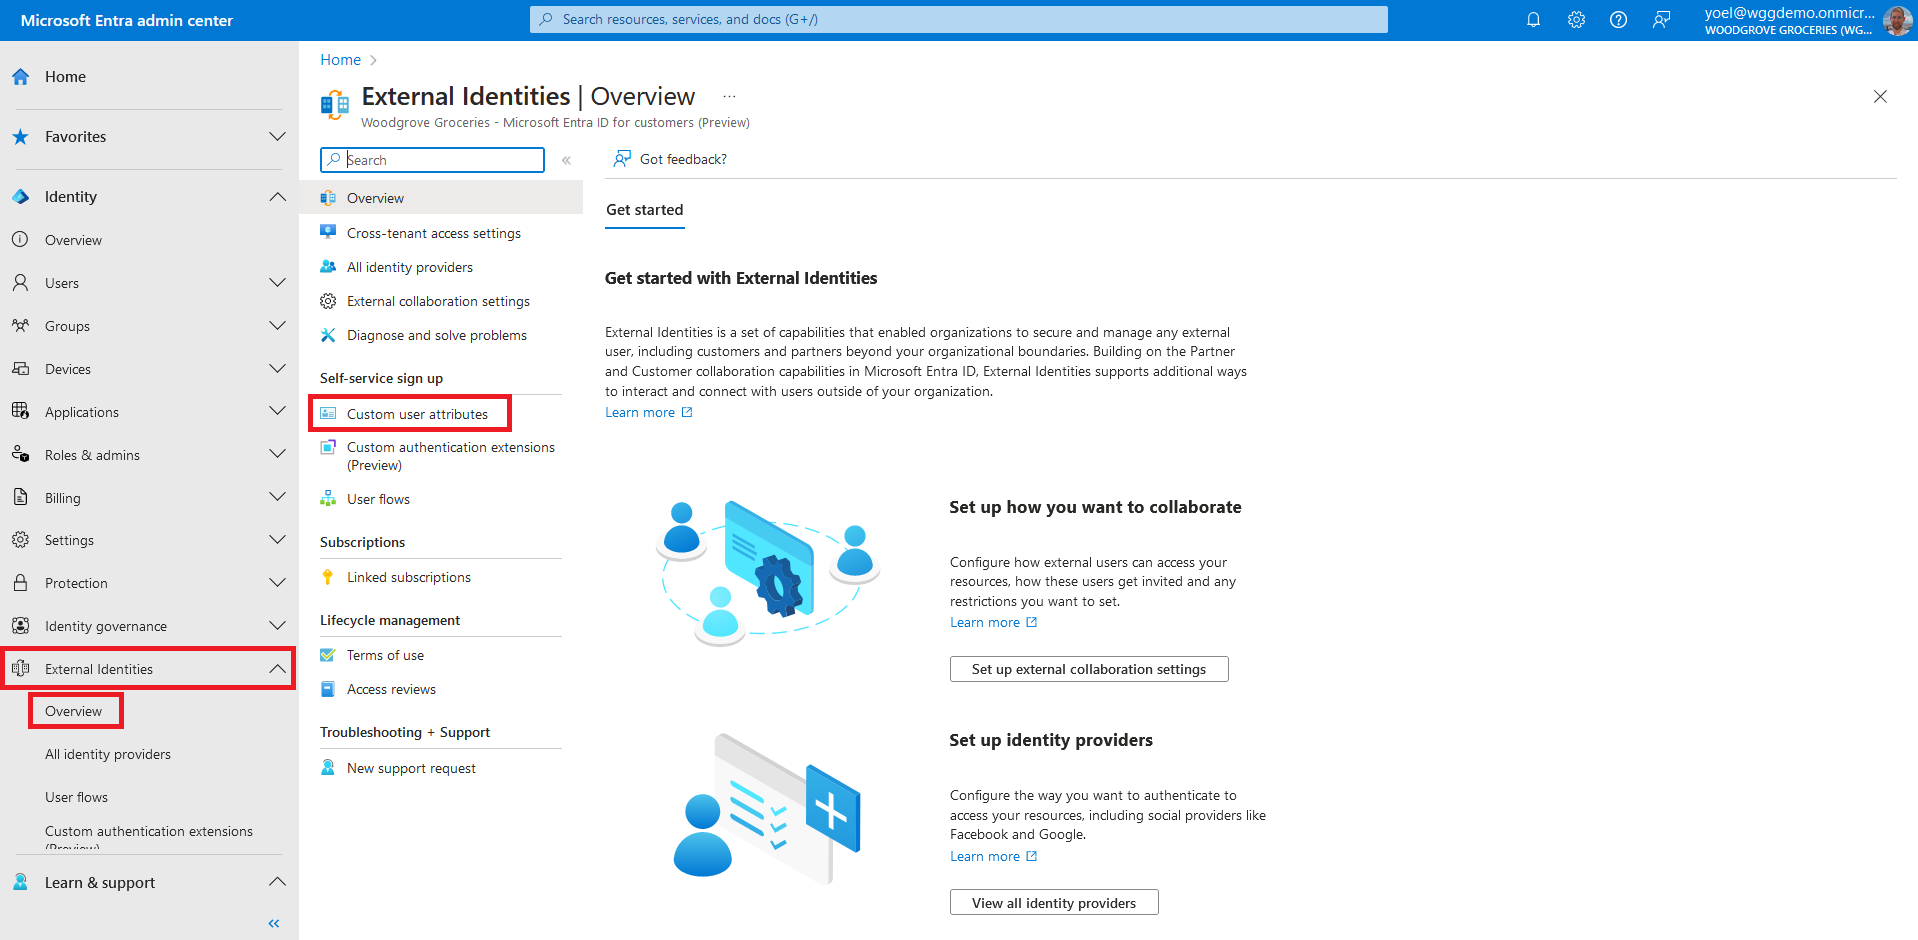 Microsoft Entra admin center
Search resources, services, and docs (G+/)
yoel@wggdemo.onmicr...
WOODGROVE GROCERIES (WG...
Home
Favorites
Identity
Overview
Users
Groups
Devices
Applications
Roles & admins
Billing
Settings
Protection
Identity governance
External Identities
Overview
All identity providers
User flows
Custom authentication extensions
(Preview)
Learn & support
Home
External Identities | Overview ...
Woodgrove Groceries - Microsoft Entra ID for customers (Preview)
Search
Overview
Cross-tenant access settings
All identity providers
External collaboration settings
Diagnose and solve problems
Self-service sign up
Custom user attributes
Custom authentication extensions
(Preview)
User flows
Subscriptions
Linked subscriptions
Lifecycle management
Terms of use
Access reviews
Troubleshooting + Support
New support request
Got feedback?
Get started
Get started with External Identities
External Identities is a set of capabilities that enabled organizations to secure and manage any external
user, including customers and partners beyond your organizational boundaries. Building on the Partner
and Customer collaboration capabilities in Microsoft Entra ID, External Identities supports additional ways
to interact and connect with users outside of your organization.
Learn more
Set up how you want to collaborate
Configure how external users can access your
resources, how these users get invited and any
restrictions you want to set.
Learn more
Set up external collaboration settings
Set up identity providers
Configure the way you want to authenticate to
access your resources, including social providers like
Facebook and Google.
Learn more
View all identity providers